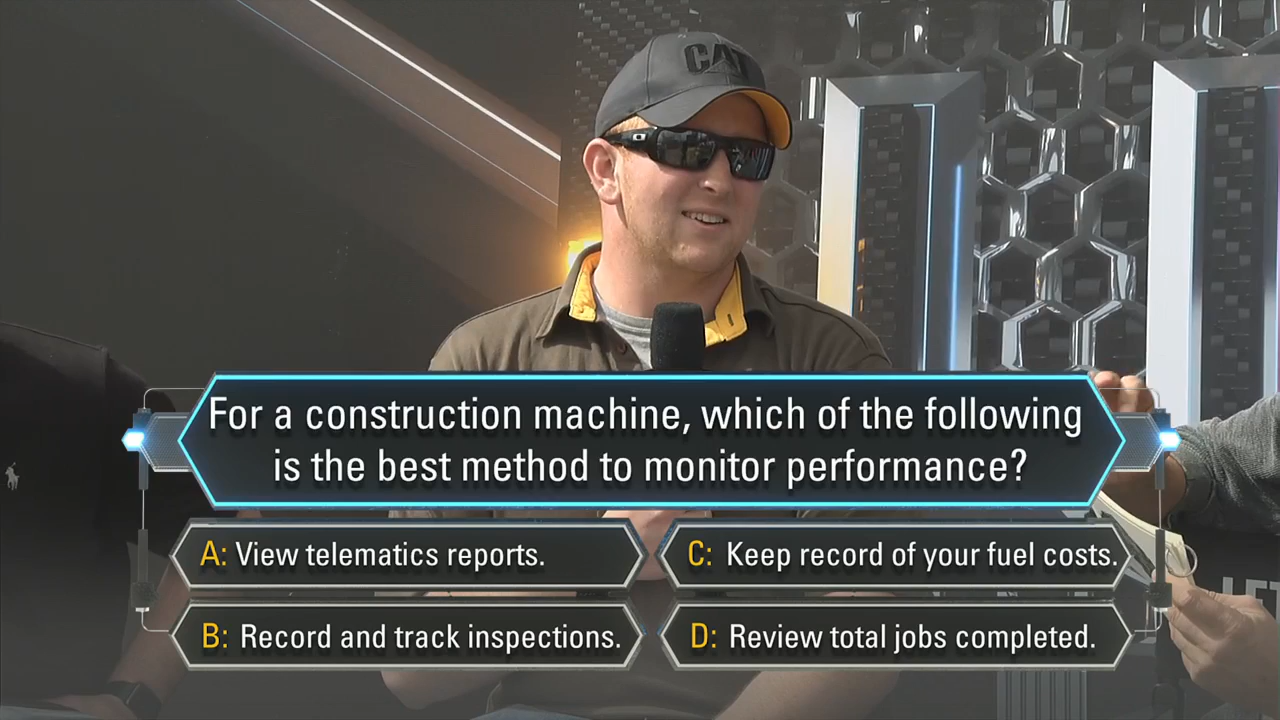 CAT
For a construction machine, which of the following
is the best method to monitor performance?
A: View telematics reports.
C: Keep record of your fuel costs.
B: Record and track inspections.
D: Review total jobs completed.